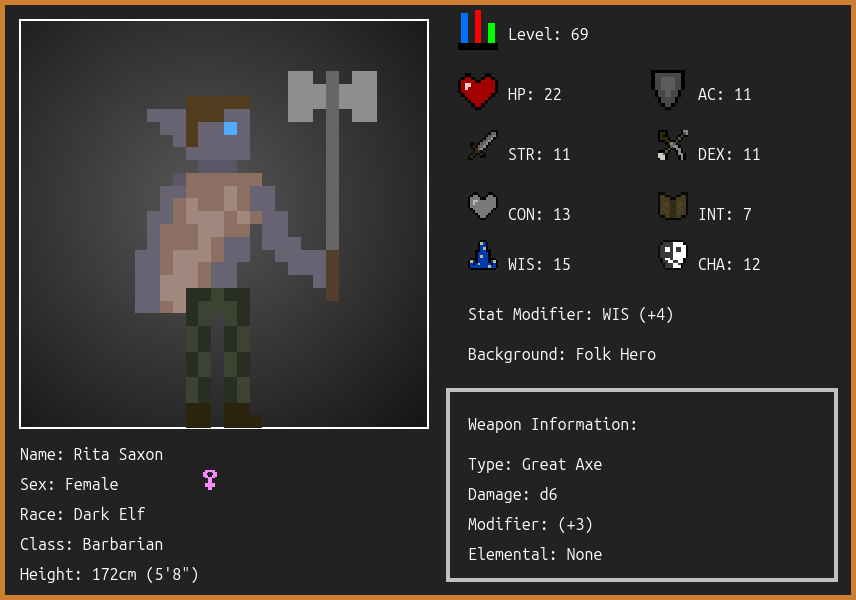 Level: 69
HP: 22
AC: 11
STR: 11
DEX: 11
CON: 13
INT: 7
WIS: 15
CHA: 12
Stat Modifier: WIS (+4)
Background: Folk Hero
Weapon Information:
Type: Great Axe
Damage: d6
Modifier: (+3)
Elemental: None
Name: Rita Saxon
Sex: Female
Race: Dark Elf
Class: Barbarian
Height: 172cm (5'8")